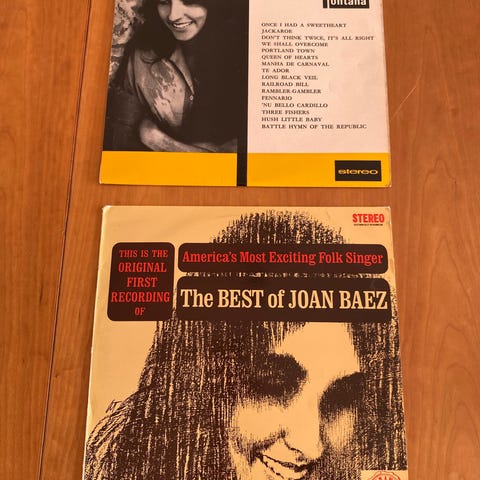 fontana
ONCE I HAD A SWEETHEART
JACKAROE
DON'T THINK TWICE, IT'S ALL RIGHT
WE SHALL OVERCOME
PORTLAND TOWN
QUEEN OF HEARTS
MANHA DE CARNAVAL
TE ADOR
LONG BLACK VEIL
RAILROAD BILL
RAMBLER-GAMBLER
FENNARIO
'NU BELLO CARDILLO
THREE FISHERS
HUSH LITTLE BABY
BATTLE HYMN OF THE REPUBLIC
stereo
STEREO
THIS IS THE
ORIGINAL
FIRST
RECORDING
OF
America's Most Exciting Folk Singer
The BEST of JOAN BAEZ